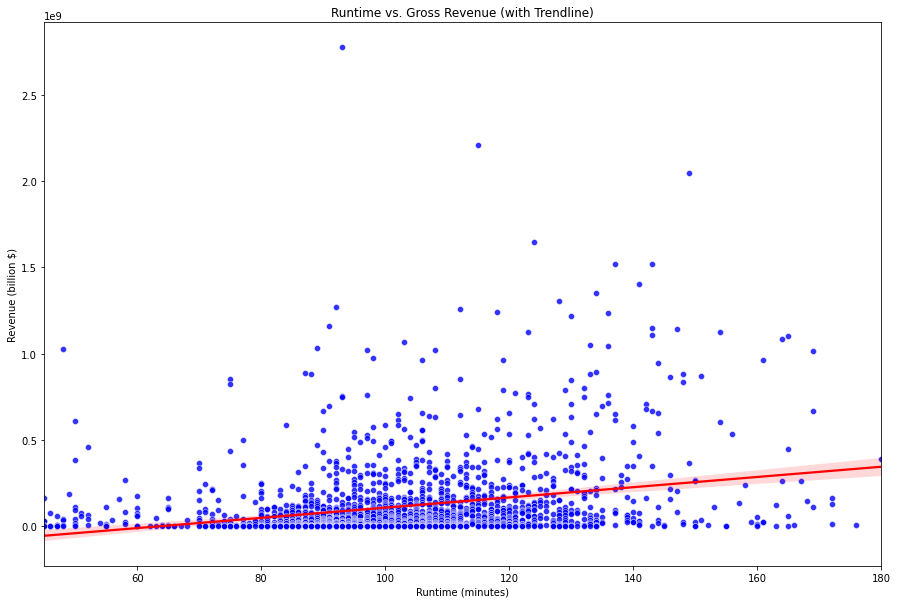 Runtime vs. Gross Revenue (with Trendline)
1e9
2.5
2.0
1.5
1.0
0.5
0.0
Revenue (billion $)
60 80 100 120 140 160 180
Runtime (minutes)